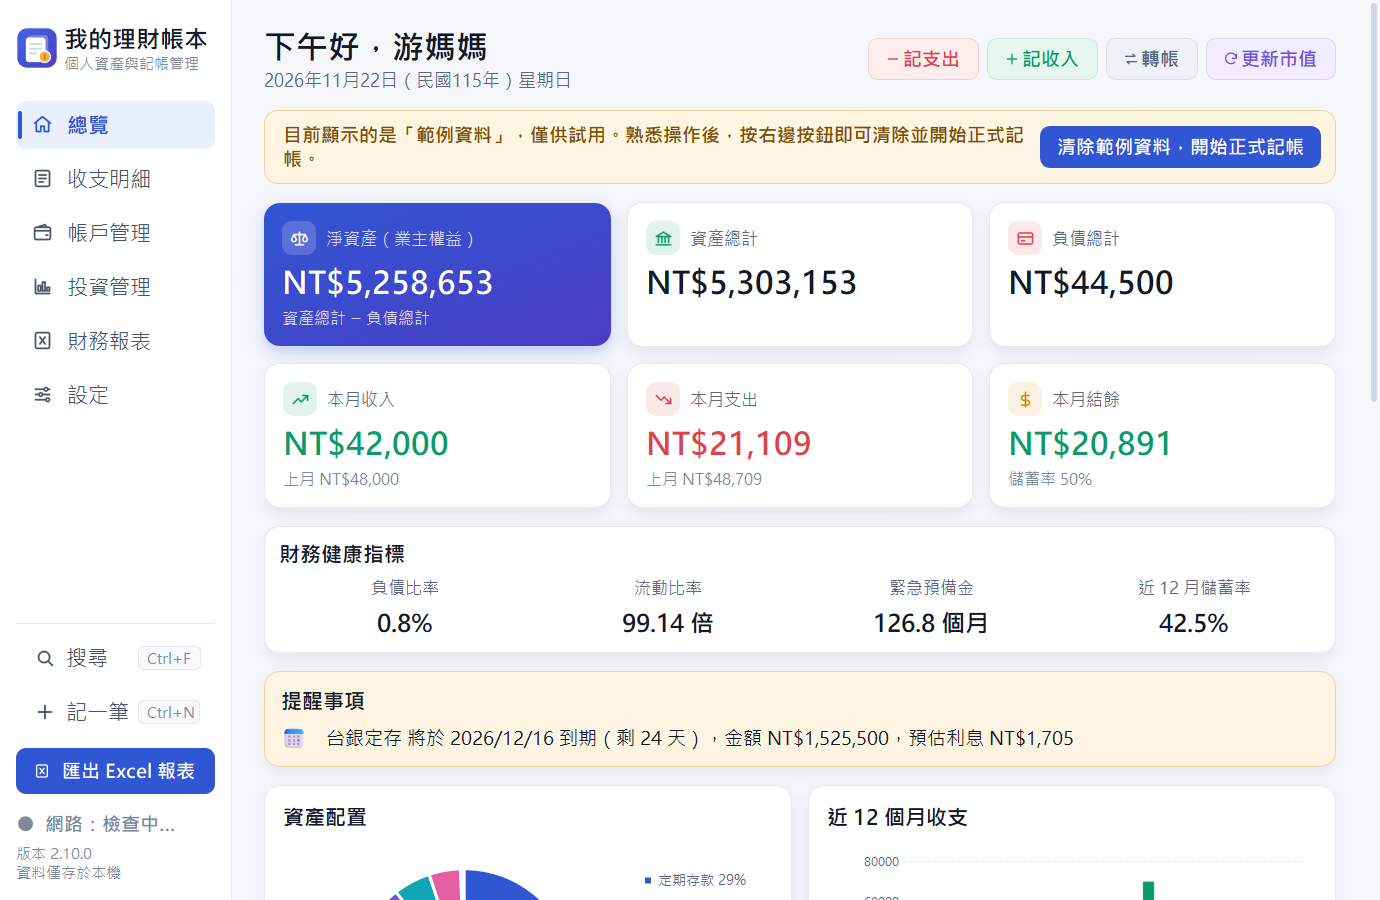 我的理財帳本
個人資產與記帳管理
總覽
收支明細
帳戶管理
投資管理
財務報表
設定
搜尋 Ctrl+F
記一筆 Ctrl+N
匯出 Excel 報表
網路：檢查中...
版本 2.10.0
資料僅存於本機
下午好，游媽媽
2026年11月22日（民國115年）星期日
－記支出
＋記收入
⇌轉帳
⟳更新市值
目前顯示的是「範例資料」，僅供試用。熟悉操作後，按右邊按鈕即可清除並開始正式記
帳。
清除範例資料，開始正式記帳
淨資產（業主權益）
NT$5,258,653
資產總計 － 負債總計
資產總計
NT$5,303,153
負債總計
NT$44,500
本月收入
NT$42,000
上月 NT$48,000
本月支出
NT$21,109
上月 NT$48,709
本月結餘
NT$20,891
儲蓄率 50%
財務健康指標
負債比率
0.8%
流動比率
99.14 倍
緊急預備金
126.8 個月
近 12 月儲蓄率
42.5%
提醒事項
台銀定存 將於 2026/12/16 到期（剩 24 天），金額 NT$1,525,500，預估利息 NT$1,705
資產配置
定期存款 29%
近 12 個月收支
80000